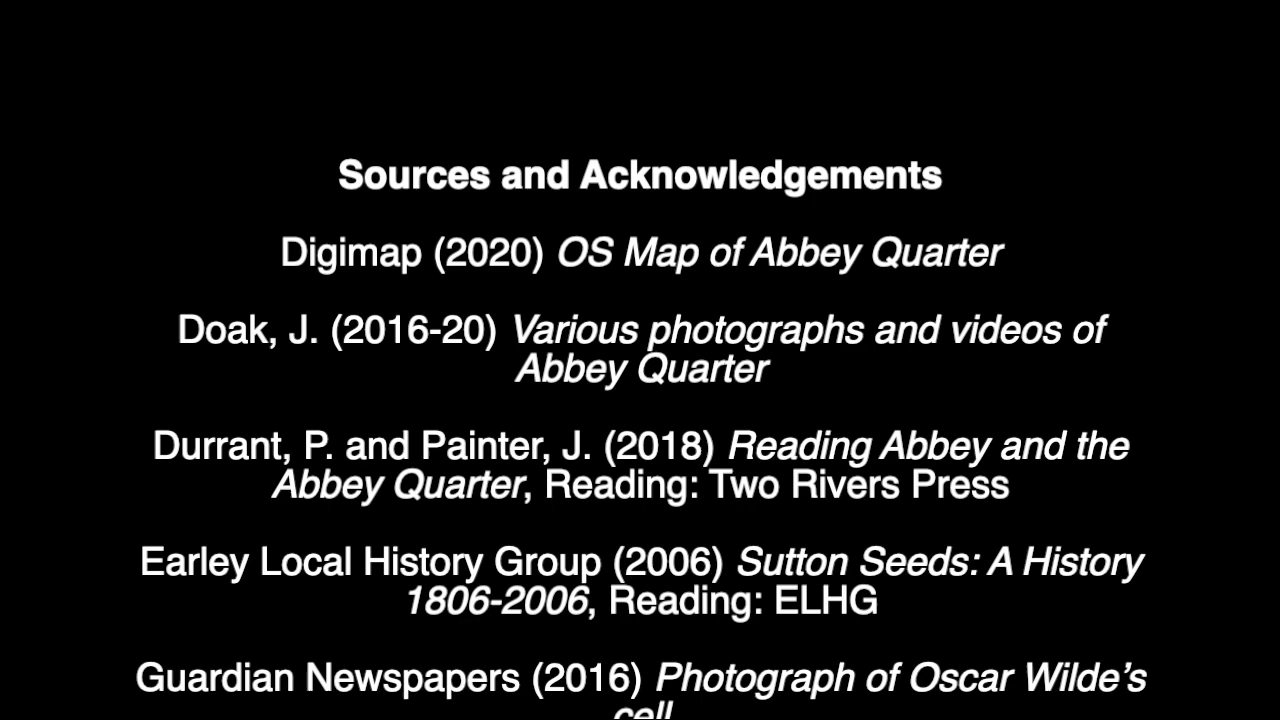 Sources and Acknowledgements
Digimap (2020) OS Map of Abbey Quarter
Doak, J. (2016-20) Various photographs and videos of
Abbey Quarter
Durrant, P. and Painter, J. (2018) Reading Abbey and the
Abbey Quarter, Reading: Two Rivers Press
Earley Local History Group (2006) Sutton Seeds: A History
1806-2006, Reading: ELHG
Guardian Newspapers (2016) Photograph of Oscar Wilde’s
cell